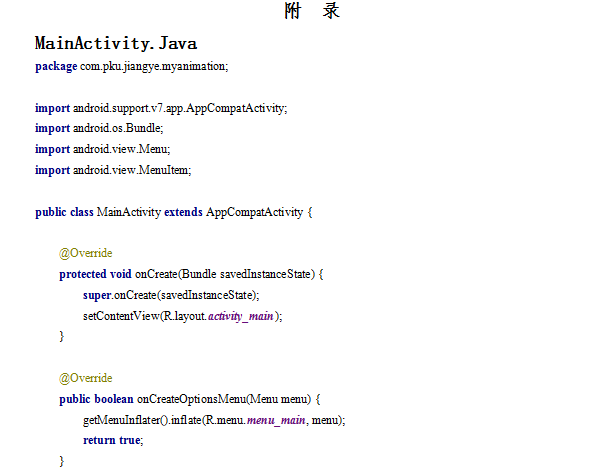 附 录
MainActivity.Java
package com.pku.jiangye.myanimation;
import android.support.v7.app.AppCompatActivity;
import android.os.Bundle;
import android.view.Menu;
import android.view.MenuItem;
public class MainActivity extends AppCompatActivity {
@Override
protected void onCreate(Bundle savedInstanceState) {
super.onCreate(savedInstanceState);
setContentView(R.layout.activity_main);
}
@Override
public boolean onCreateOptionsMenu(Menu menu) {
getMenuInflater().inflate(R.menu.menu_main, menu);
return true;
}